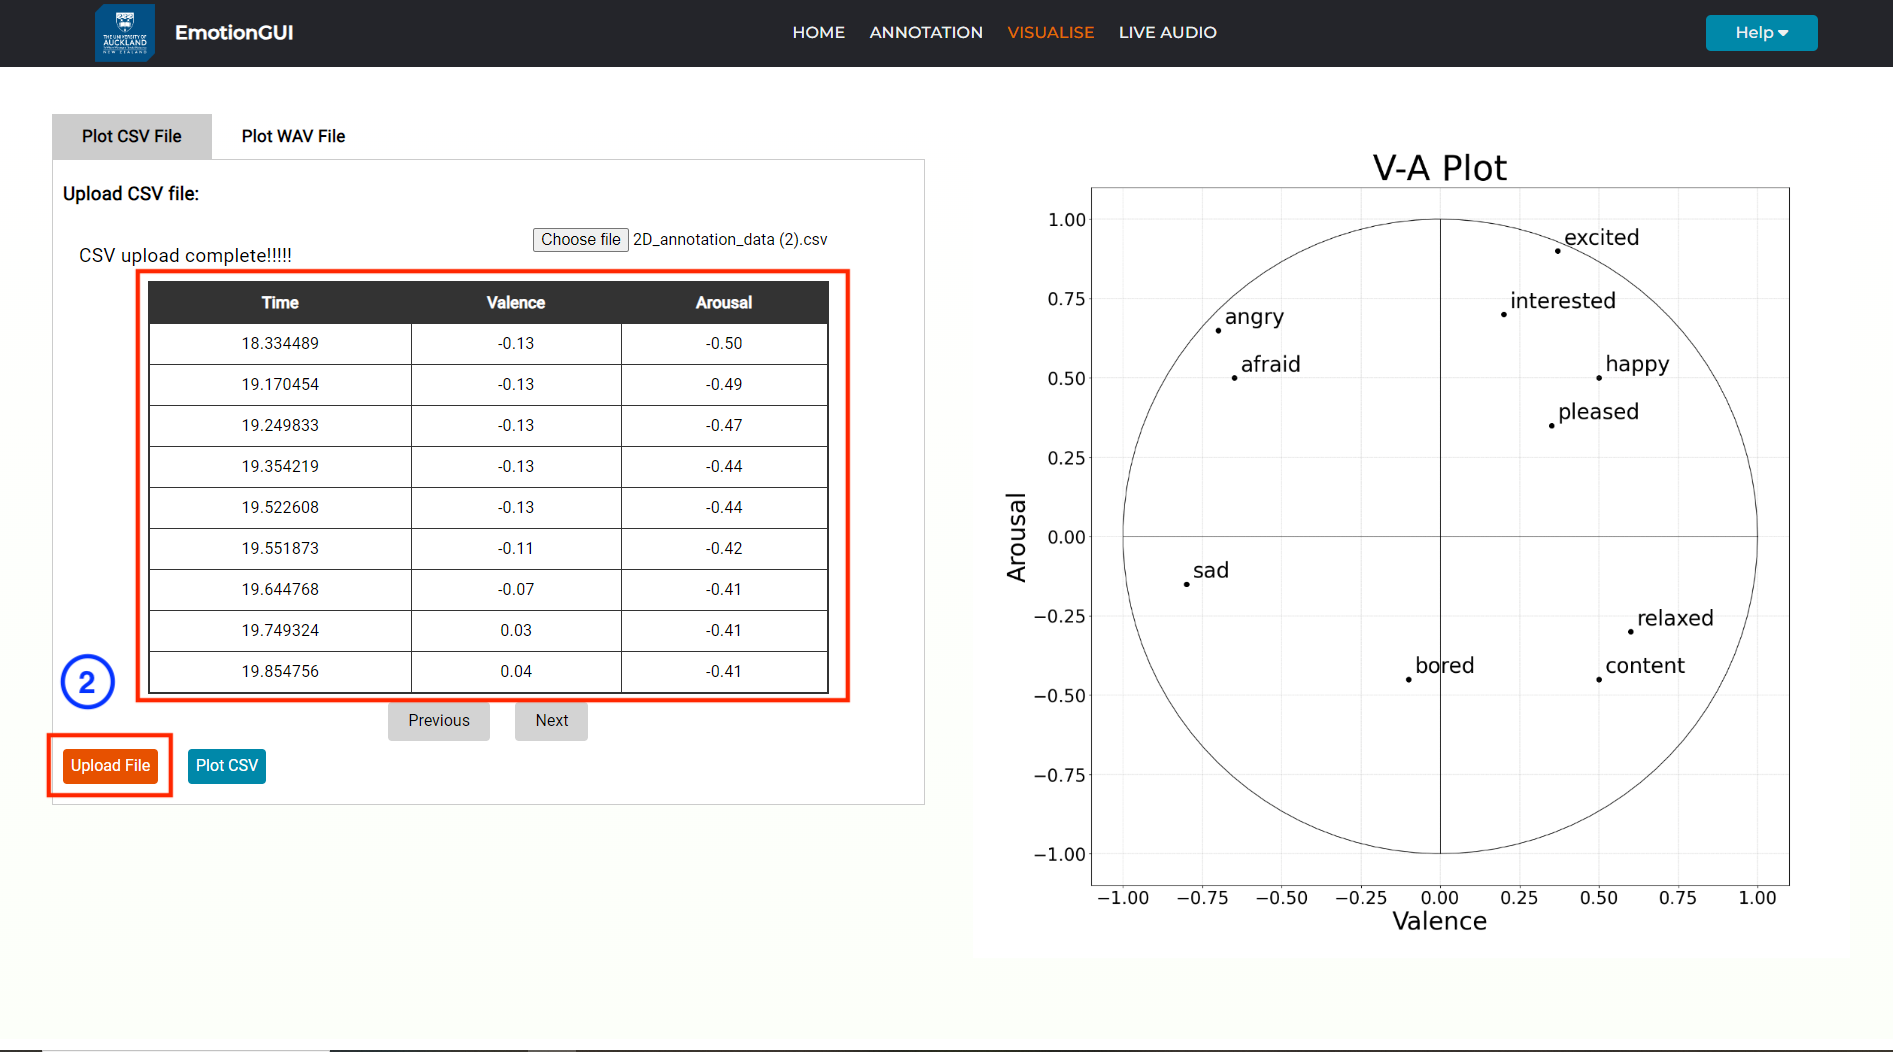 THE UNIVERSITY OF
AUCKLAND
NEW ZEALAND
EmotionGUI
HOME ANNOTATION VISUALISE LIVE AUDIO
Help
Plot CSV File Plot WAV File
Upload CSV file:
Choose file 2D_annotation_data (2).csv
CSV upload complete!!!!!
Time Valence Arousal
18.334489 -0.13 -0.50
19.170454 -0.13 -0.49
19.249833 -0.13 -0.47
19.354219 -0.13 -0.44
19.522608 -0.13 -0.44
19.551873 -0.11 -0.42
19.644768 -0.07 -0.41
19.749324 0.03 -0.41
19.854756 0.04 -0.41
2
Previous Next
Upload File Plot CSV
V-A Plot
1.00
0.75
0.50
0.25
0.00
−0.25
−0.50
−0.75
−1.00
Arousal
excited
interested
angry
afraid
happy
pleased
sad
relaxed
bored
content
−1.00 −0.75 −0.50 −0.25 0.00 0.25 0.50 0.75 1.00
Valence